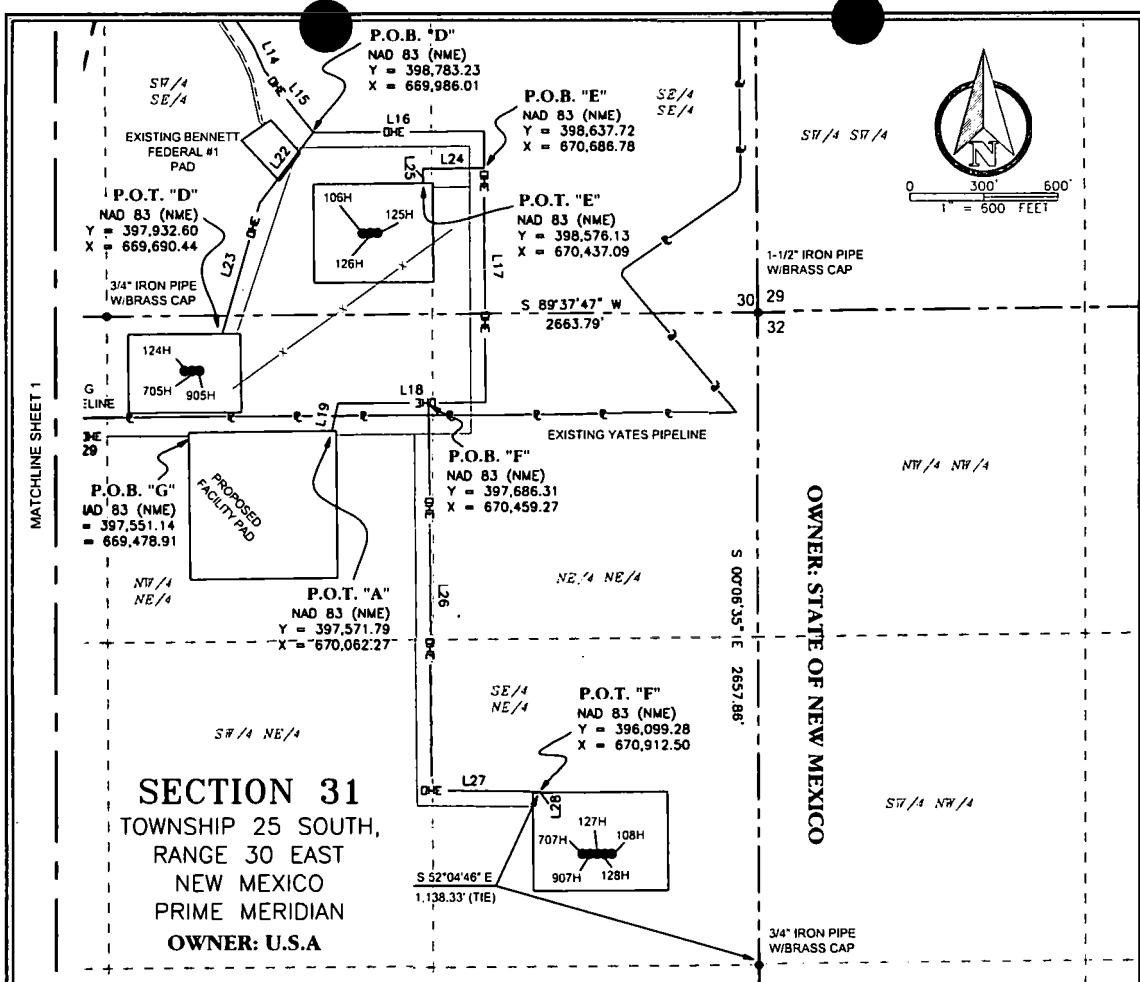 P.O.B. "D"
NAD 83 (NME)
Y = 398,783.23
X = 669,986.01
L14
OHE
L15
SW/4
SE/4
EXISTING BENNETT
FEDERAL #1
PAD
L22
L16
OHE
P.O.B. "E"
NAD 83 (NME)
Y = 398,637.72
X = 670,686.78
SE/4
SE/4
SW/4 SW/4
N
0 300' 600'
1" = 600 FEET
L24
L25
OHE
P.O.T. "D"
NAD 83 (NME)
Y = 397,932.60
X = 669,690.44
OHE
L23
106H
125H
126H
P.O.T. "E"
NAD 83 (NME)
Y = 398,576.13
X = 670,437.09
L17
3/4" IRON PIPE
W/BRASS CAP
1-1/2" IRON PIPE
W/BRASS CAP
S 89°37'47" W
2663.79'
OHE
30 29
32
124H
705H
905H
MATCHLINE SHEET 1
G
ELINE
L18
OHE
L19
EXISTING YATES PIPELINE
OHE
29
P.O.B. "G"
NAD 83 (NME)
= 397,551.14
= 669,478.91
PROPOSED
FACILITY PAD
P.O.B. "F"
NAD 83 (NME)
Y = 397,686.31
X = 670,459.27
NW/4 NW/4
OHE
NW/4
NE/4
P.O.T. "A"
NAD 83 (NME)
Y = 397,571.79
X = 670,062.27
L26
NE/4 NE/4
S 00°06'35" E 2657.86'
OWNER: STATE OF NEW MEXICO
OHE
SW/4 NE/4
SE/4
NE/4
P.O.T. "F"
NAD 83 (NME)
Y = 396,099.28
X = 670,912.50
SECTION 31
TOWNSHIP 25 SOUTH,
RANGE 30 EAST
NEW MEXICO
PRIME MERIDIAN
OWNER: U.S.A
OHE
L27
L28
SW/4 NW/4
127H
707H
108H
907H
128H
S 52°04'46" E
1,138.33' (TIE)
3/4" IRON PIPE
W/BRASS CAP